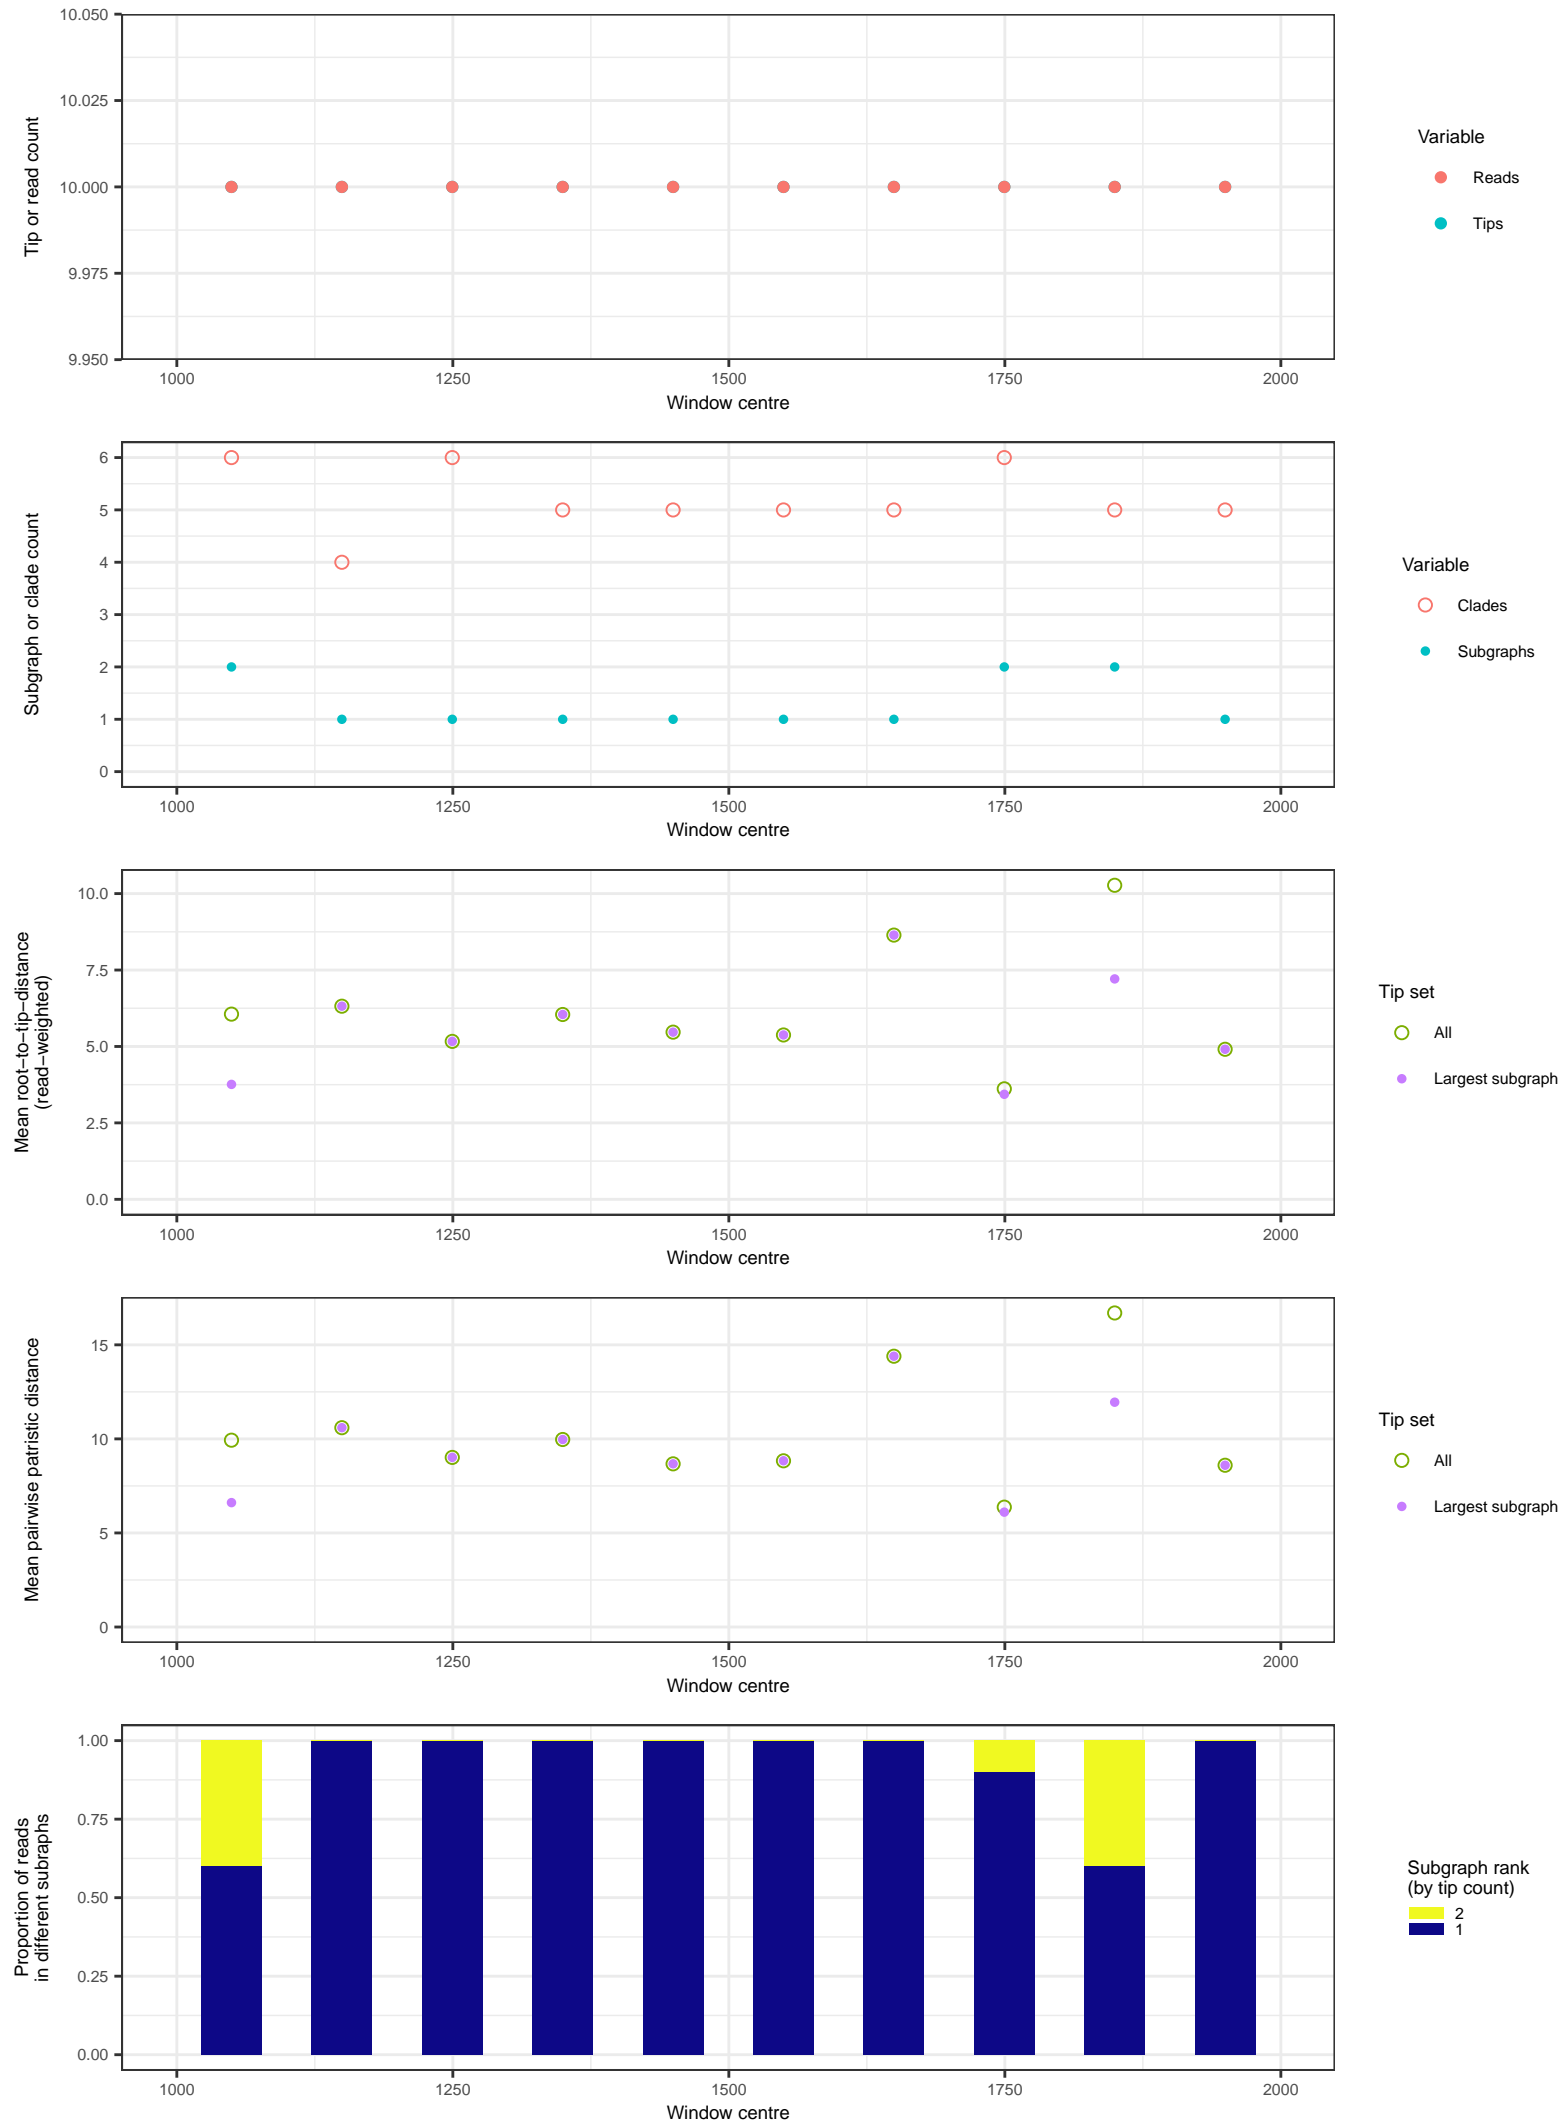 10.050
10.025
10.000
9.975
9.950
Tip or read count
1000 1250 1500 1750 2000
Window centre
Variable
Reads
Tips
6
5
4
3
2
1
0
Subgraph or clade count
1000 1250 1500 1750 2000
Window centre
Variable
Clades
Subgraphs
10.0
7.5
5.0
2.5
0.0
Mean root−to−tip−distance
(read−weighted)
1000 1250 1500 1750 2000
Window centre
Tip set
All
Largest subgraph
15
10
5
0
Mean pairwise patristic distance
1000 1250 1500 1750 2000
Window centre
Tip set
All
Largest subgraph
1.00
0.75
0.50
0.25
0.00
Proportion of reads
in different subraphs
1000 1250 1500 1750 2000
Window centre
Subgraph rank
(by tip count)
2
1